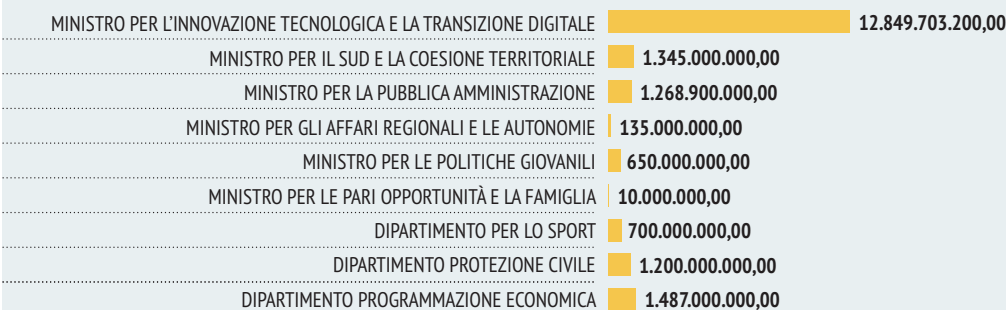 MINISTRO PER L'INNOVAZIONE TECNOLOGICA E LA TRANSIZIONE DIGITALE 12.849.703.200,00
MINISTRO PER IL SUD E LA COESIONE TERRITORIALE 1.345.000.000,00
MINISTRO PER LA PUBBLICA AMMINISTRAZIONE 1.268.900.000,00
MINISTRO PER GLI AFFARI REGIONALI E LE AUTONOMIE 135.000.000,00
MINISTRO PER LE POLITICHE GIOVANILI 650.000.000,00
MINISTRO PER LE PARI OPPORTUNITÀ E LA FAMIGLIA 10.000.000,00
DIPARTIMENTO PER LO SPORT 700.000.000,00
DIPARTIMENTO PROTEZIONE CIVILE 1.200.000.000,00
DIPARTIMENTO PROGRAMMAZIONE ECONOMICA 1.487.000.000,00